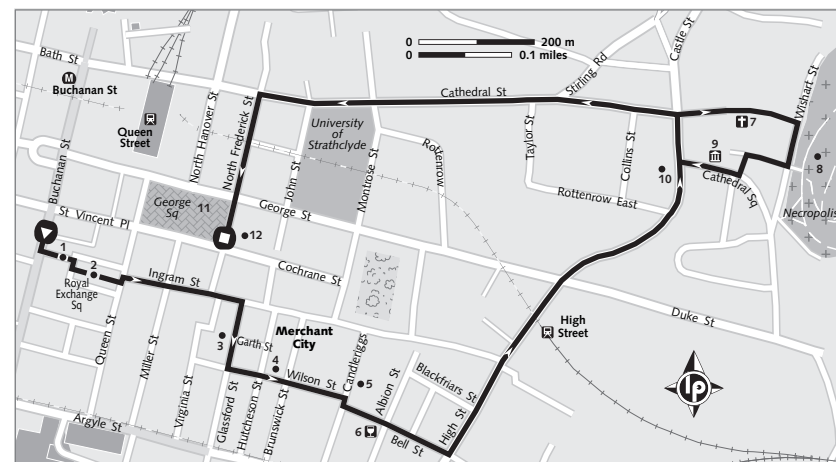 0 200 m
0 0.1 miles
Bath St
M
Buchanan St
Queen
Street
North Hanover St
North Frederick St
Cathedral St
Stirling Rd
Castle St
Wishart St
University
of
Strathclyde
John St
Montrose St
Rottenrow
Taylor St
Collins St
7
9
8
10
Cathedral Sq
Rottenrow East
Necropolis
Buchanan St
St Vincent Pl
George
Sq
11
George St
12
1
2
Royal
Exchange
Sq
Ingram St
Cochrane St
Queen St
Miller St
Virginia St
3
Garth St
Merchant
City
4
Wilson St
Candleriggs
5
Albion St
Blackfriars St
High
Street
Duke St
Glassford St
Hutcheson St
Brunswick St
6
Bell St
High St
Argyle St
lp